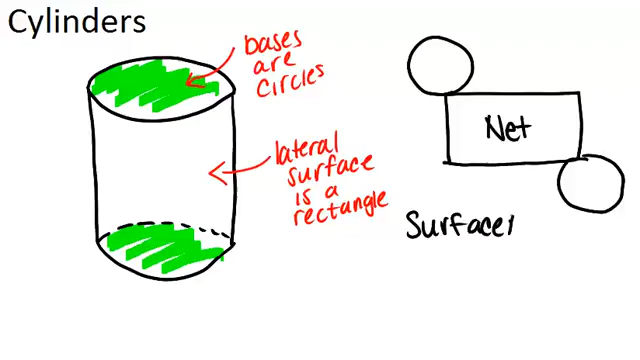 Cylinders
bases
are
circles
lateral
surface
is a
rectangle
Net
Surface